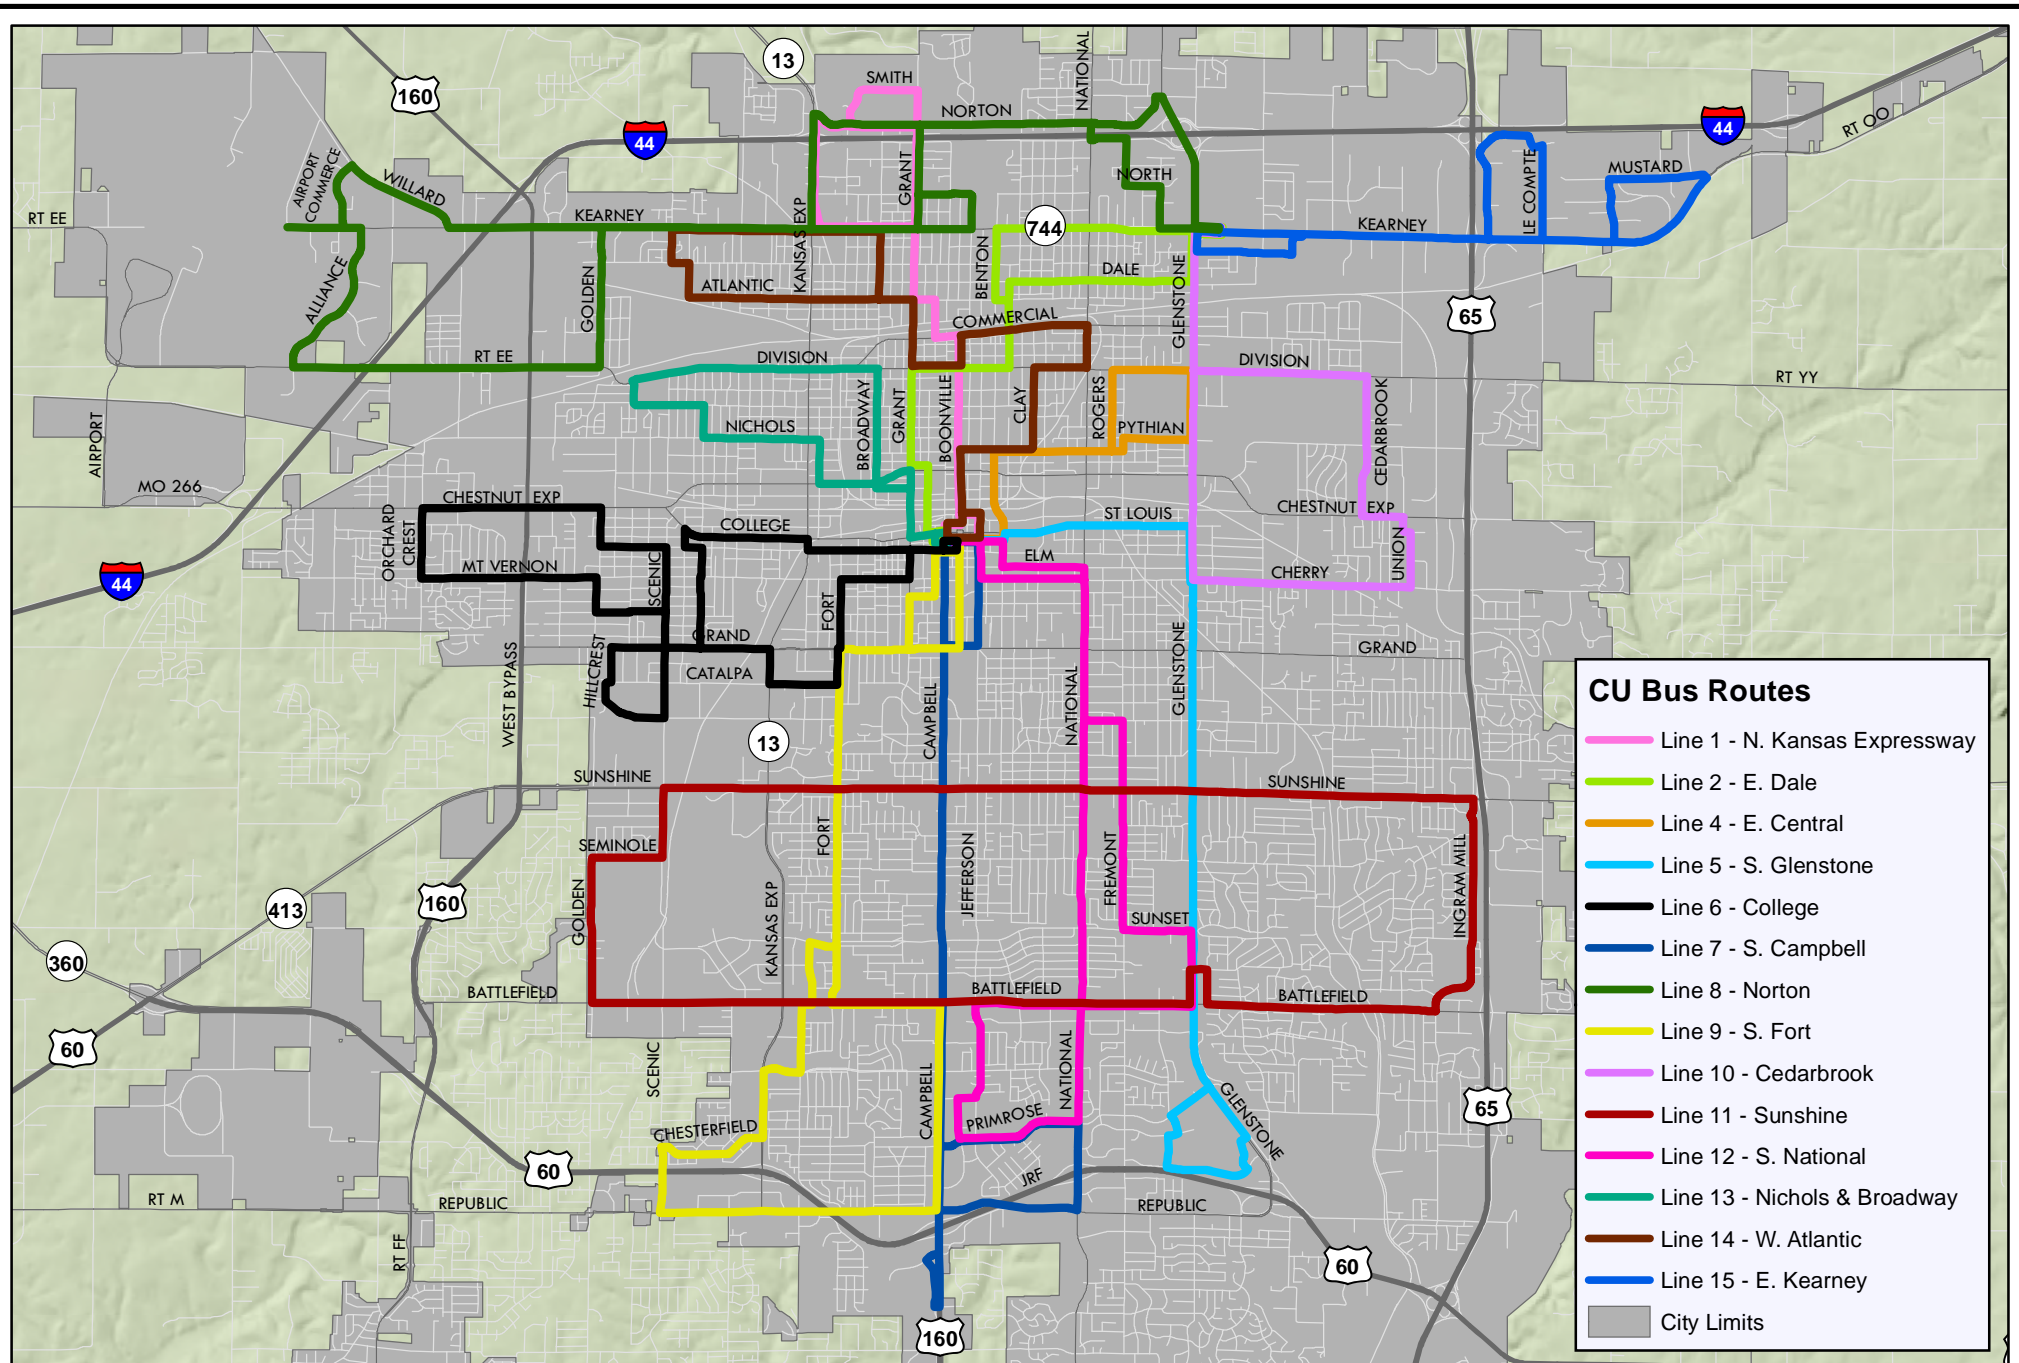 13
SMITH
NATIONAL
160
NORTON
44
44
RT OO
AIRPORT
COMMERCE
WILLARD
GRANT
NORTH
LE COMPTE
MUSTARD
RT EE
KEARNEY
KANSAS EXP
744
KEARNEY
ALLIANCE
GOLDEN
ATLANTIC
BENTON
DALE
GLENSTONE
65
COMMERCIAL
RT EE
DIVISION
DIVISION
RT YY
AIRPORT
NICHOLS
BROADWAY
GRANT
BOONVILLE
CLAY
ROGERS
PYTHIAN
CEDARBROOK
MO 266
CHESTNUT EXP
CHESTNUT EXP
ORCHARD
CREST
COLLEGE
ST LOUIS
UNION
44
MT VERNON
SCENIC
ELM
CHERRY
FORT
HILLCREST
GRAND
GRAND
WEST BYPASS
CATALPA
CAMPBELL
NATIONAL
GLENSTONE
13
SUNSHINE
SUNSHINE
SEMINOLE
FORT
JEFFERSON
FREMONT
INGRAM MILL
160
413
GOLDEN
KANSAS EXP
SUNSET
360
BATTLEFIELD
BATTLEFIELD
BATTLEFIELD
60
SCENIC
CAMPBELL
NATIONAL
GLENSTONE
65
CHESTERFIELD
PRIMROSE
60
JRF
RT M
REPUBLIC
REPUBLIC
RT FF
60
160
CU Bus Routes
Line 1 - N. Kansas Expressway
Line 2 - E. Dale
Line 4 - E. Central
Line 5 - S. Glenstone
Line 6 - College
Line 7 - S. Campbell
Line 8 - Norton
Line 9 - S. Fort
Line 10 - Cedarbrook
Line 11 - Sunshine
Line 12 - S. National
Line 13 - Nichols & Broadway
Line 14 - W. Atlantic
Line 15 - E. Kearney
City Limits